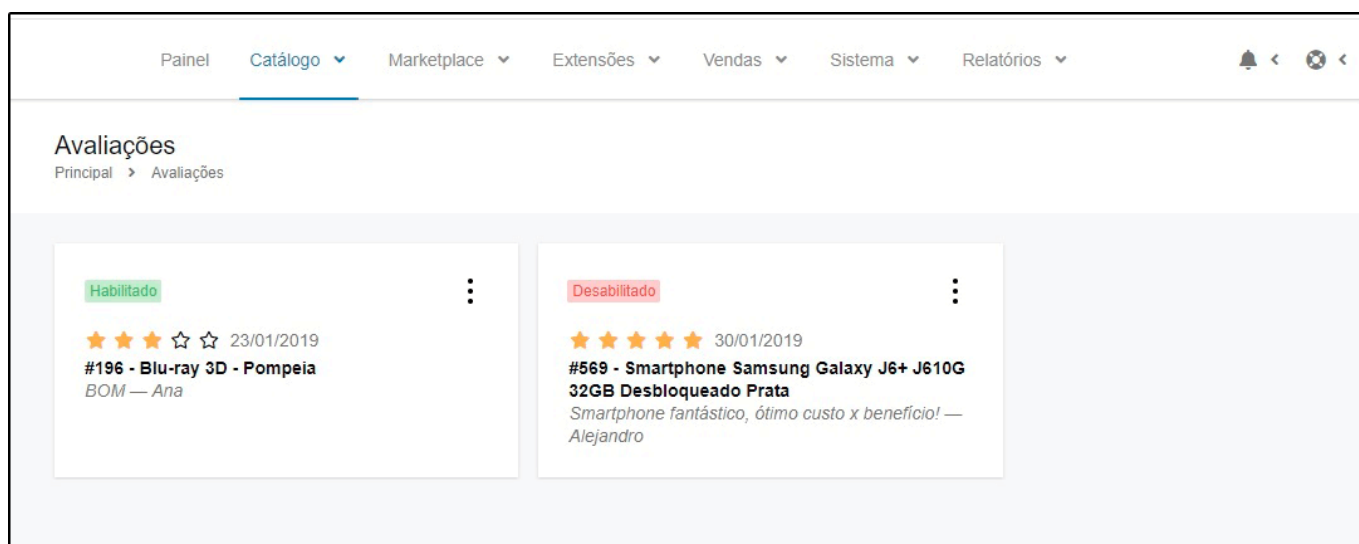 Painel Catálogo Marketplace Extensões Vendas Sistema Relatórios
Avaliações
Principal > Avaliações
Habilitado
23/01/2019
#196 - Blu-ray 3D - Pompeia
BOM — Ana
Desabilitado
30/01/2019
#569 - Smartphone Samsung Galaxy J6+ J610G
32GB Desbloqueado Prata
Smartphone fantástico, ótimo custo x benefício! —
Alejandro